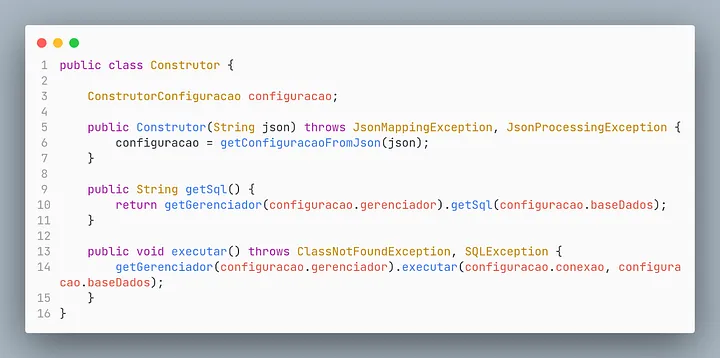 1 public class Construtor {
2
3     ConstrutorConfiguracao configuracao;
4
5     public Construtor(String json) throws JsonMappingException, JsonProcessingException {
6         configuracao = getConfiguracaoFromJson(json);
7     }
8
9     public String getSql() {
10         return getGerenciador(configuracao.gerenciador).getSql(configuracao.baseDados);
11     }
12
13     public void executar() throws ClassNotFoundException, SQLException {
14         getGerenciador(configuracao.gerenciador).executar(configuracao.conexao, configura
cao.baseDados);
15     }
16 }